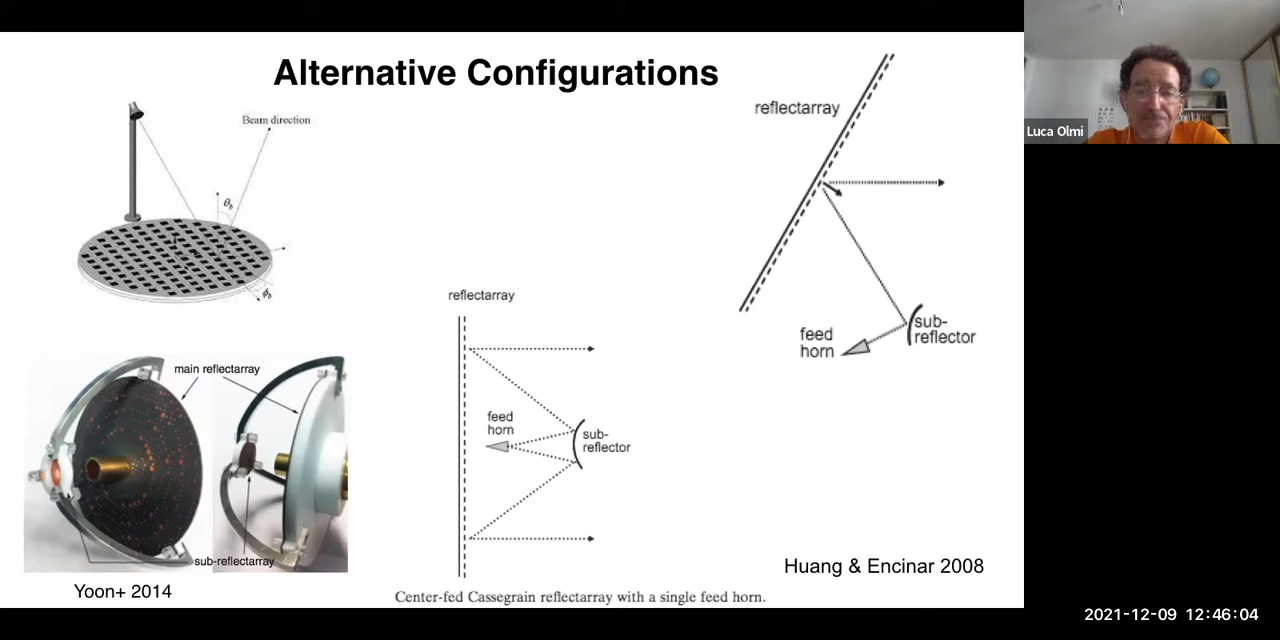 Alternative Configurations
Beam direction
θb
ϕb
main reflectarray
sub-reflectarray
Yoon+ 2014
reflectarray
feed
horn
sub-
reflector
Center-fed Cassegrain reflectarray with a single feed horn.
reflectarray
feed
horn
sub-
reflector
Huang & Encinar 2008
Luca Olmi
2021-12-09 12:46:04